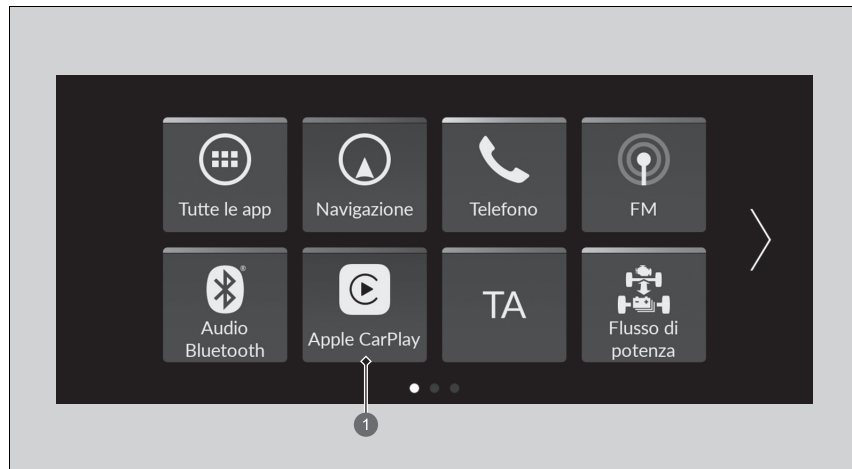 Tutte le app
Navigazione
Telefono
FM
Audio
Bluetooth
®
Apple CarPlay
TA
Flusso di
potenza
1